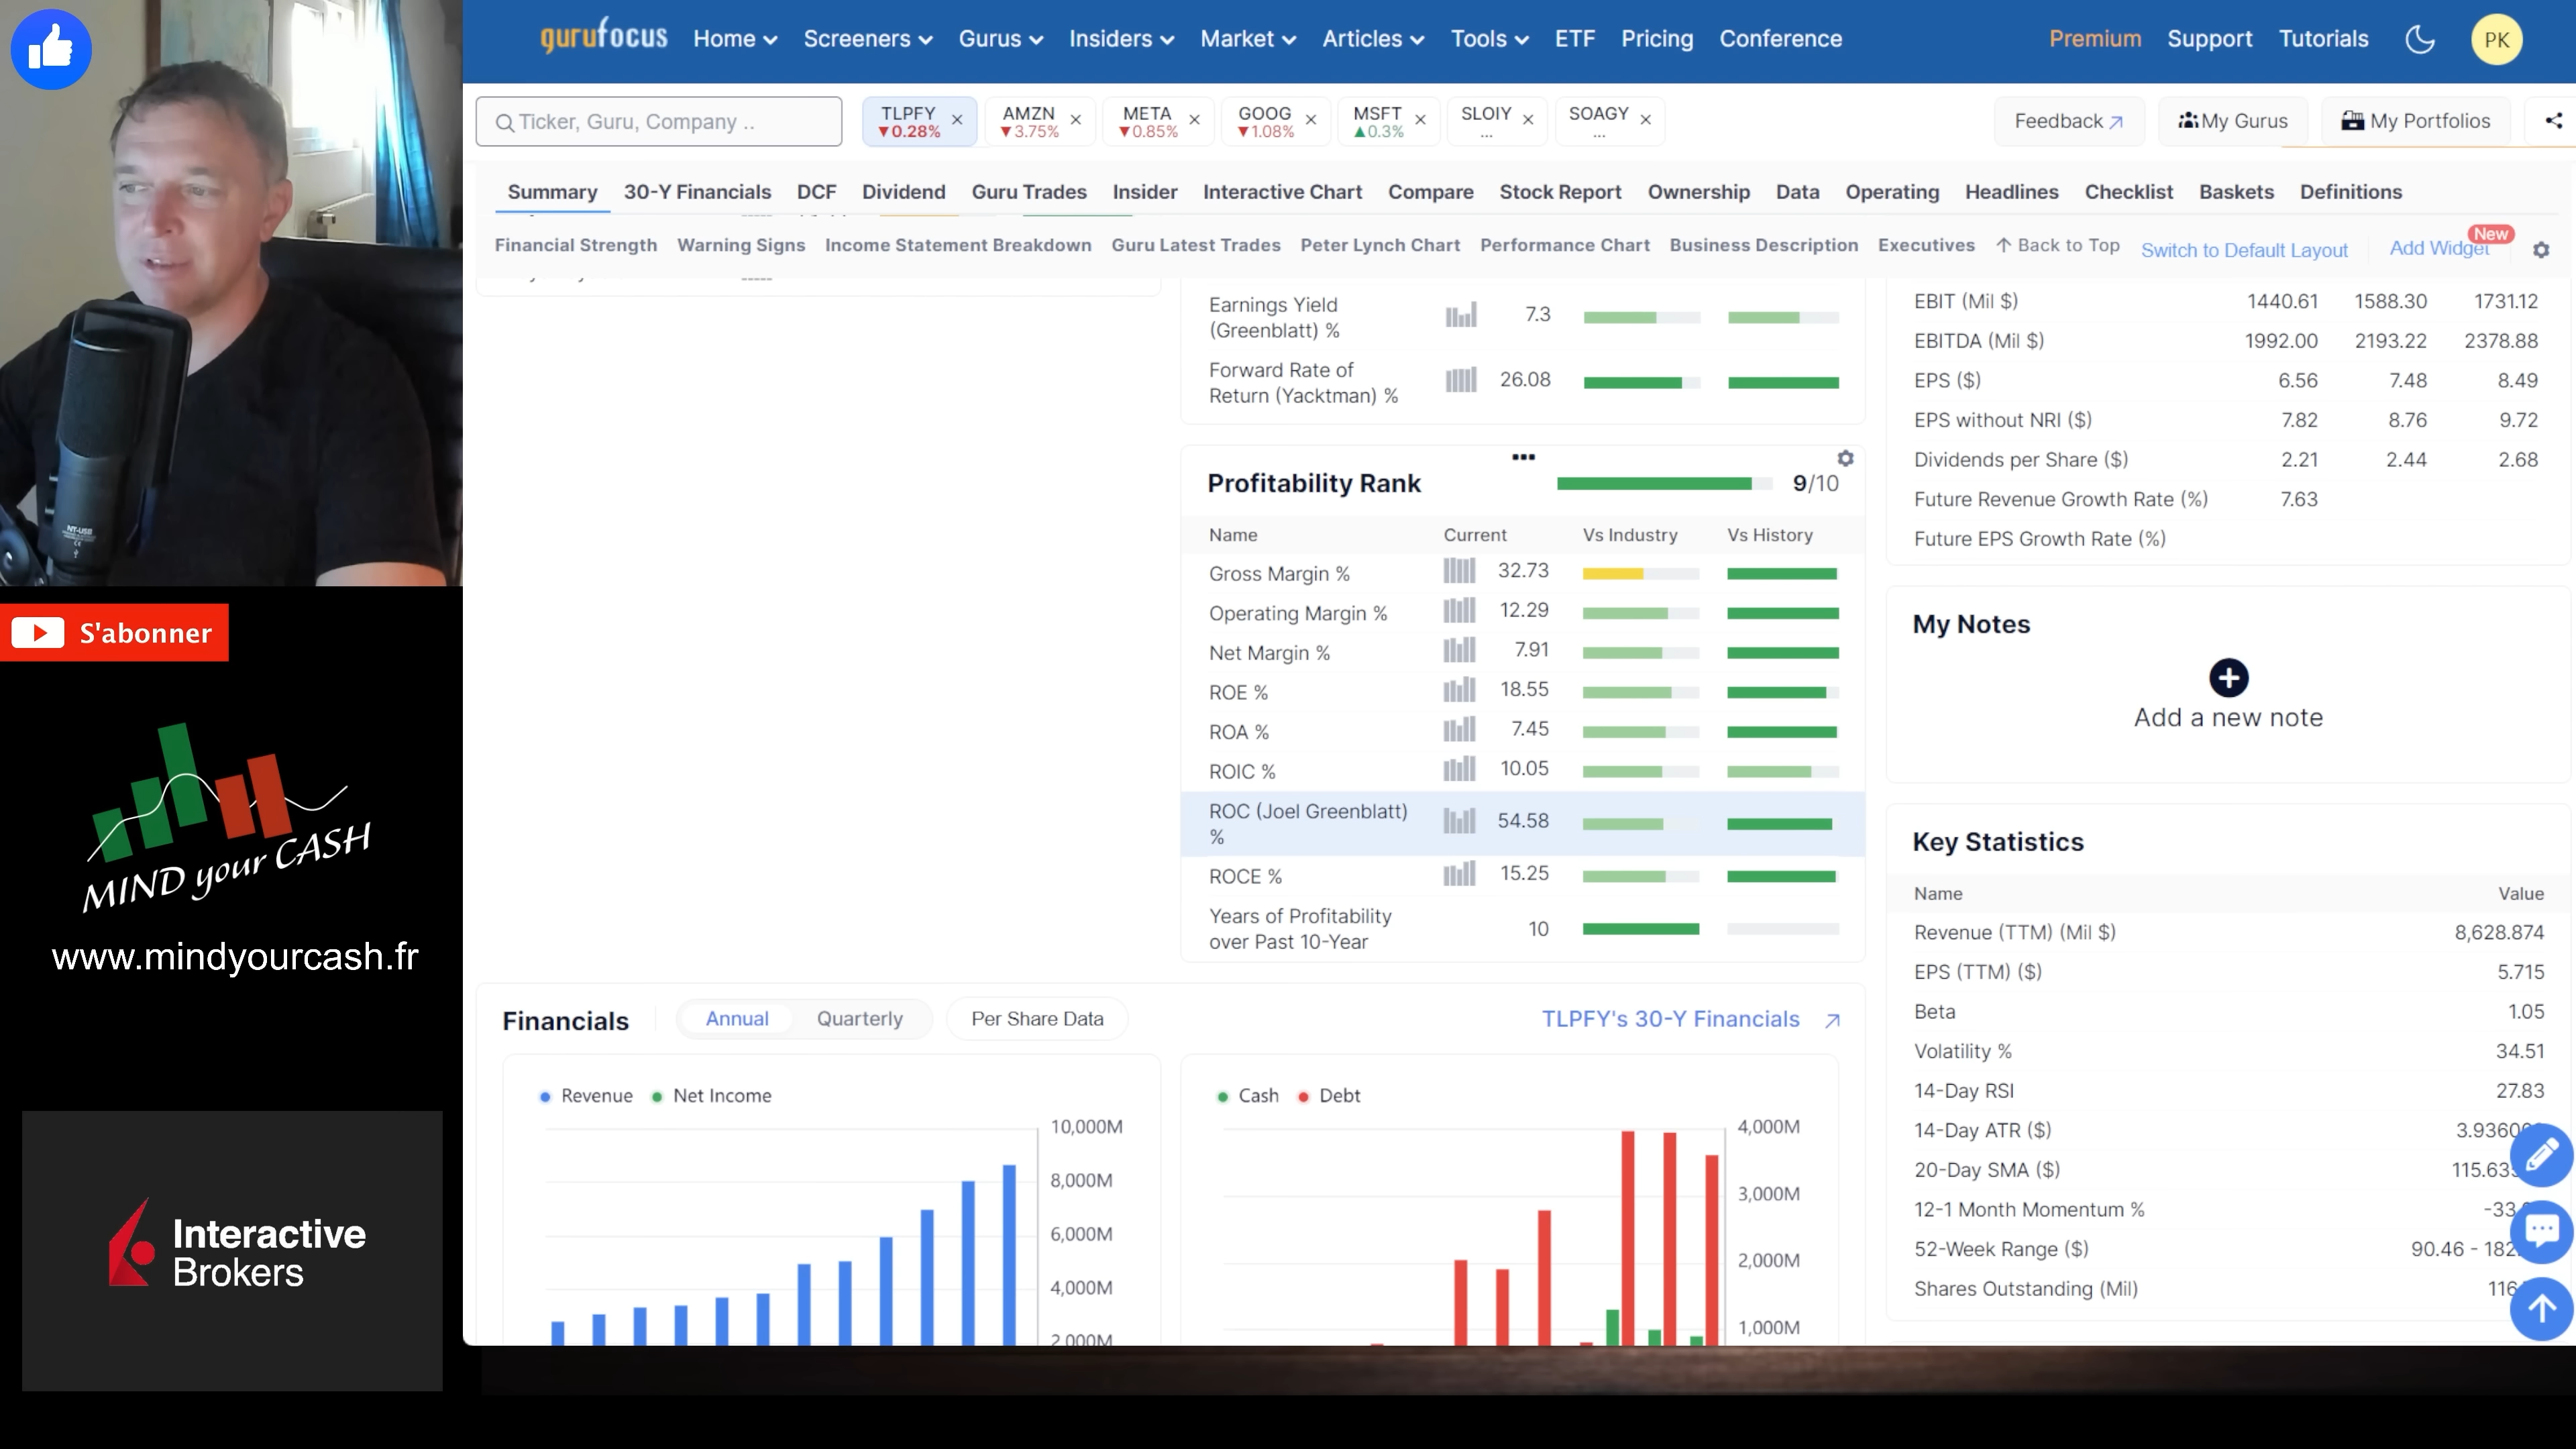 gurufocus Home Screeners Gurus Insiders Market Articles Tools ETF Pricing Conference Premium Support Tutorials PK
Ticker, Guru, Company ..
TLPFY × AMZN × META × GOOG × MSFT × SLOIY × SOAGY ×
▼0.28% ▼3.75% ▼0.85% ▼1.08% ▲0.3% ... ...
Feedback My Gurus My Portfolios
Summary 30-Y Financials DCF Dividend Guru Trades Insider Interactive Chart Compare Stock Report Ownership Data Operating Headlines Checklist Baskets Definitions
Financial Strength Warning Signs Income Statement Breakdown Guru Latest Trades Peter Lynch Chart Performance Chart Business Description Executives ↑ Back to Top Switch to Default Layout Add Widget New
Earnings Yield
(Greenblatt) % 7.3
Forward Rate of
Return (Yacktman) % 26.08
Profitability Rank 9/10
Name Current Vs Industry Vs History
Gross Margin % 32.73
Operating Margin % 12.29
Net Margin % 7.91
ROE % 18.55
ROA % 7.45
ROIC % 10.05
ROC (Joel Greenblatt)
% 54.58
ROCE % 15.25
Years of Profitability
over Past 10-Year 10
EBIT (Mil $) 1440.61 1588.30 1731.12
EBITDA (Mil $) 1992.00 2193.22 2378.88
EPS ($) 6.56 7.48 8.49
EPS without NRI ($) 7.82 8.76 9.72
Dividends per Share ($) 2.21 2.44 2.68
Future Revenue Growth Rate (%) 7.63
Future EPS Growth Rate (%)
My Notes
Add a new note
Key Statistics
Name Value
Revenue (TTM) (Mil $) 8,628.874
EPS (TTM) ($) 5.715
Beta 1.05
Volatility % 34.51
14-Day RSI 27.83
14-Day ATR ($) 3.9360
20-Day SMA ($) 115.63
12-1 Month Momentum % -33
52-Week Range ($) 90.46 - 182
Shares Outstanding (Mil) 116
Financials Annual Quarterly Per Share Data TLPFY's 30-Y Financials
Revenue Net Income
10,000M
8,000M
6,000M
4,000M
2,000M
Cash Debt
4,000M
3,000M
2,000M
1,000M
NT-USB
S'abonner
MIND your CASH
www.mindyourcash.fr
Interactive
Brokers